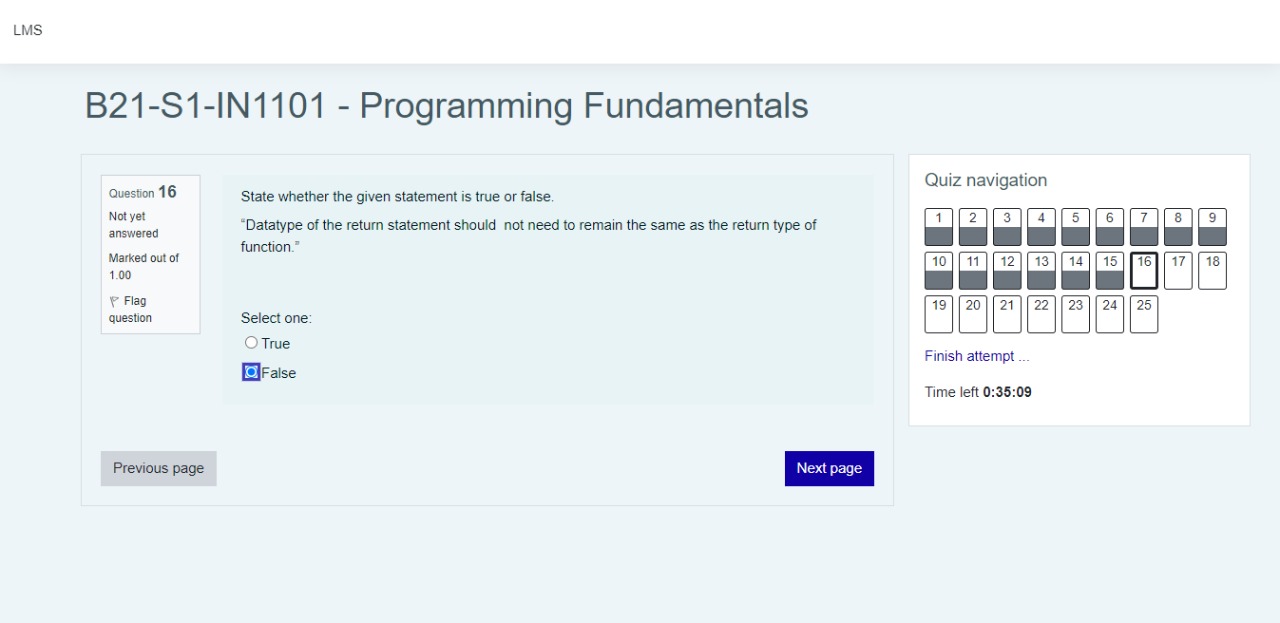 LMS
B21-S1-IN1101 - Programming Fundamentals
Question 16
Not yet
answered
Marked out of
1.00
Flag
question
State whether the given statement is true or false.
“Datatype of the return statement should  not need to remain the same as the return type of
function.”
Select one:
True
False
Previous page
Next page
Quiz navigation
1 2 3 4 5 6 7 8 9
10 11 12 13 14 15 16 17 18
19 20 21 22 23 24 25
Finish attempt ...
Time left 0:35:09